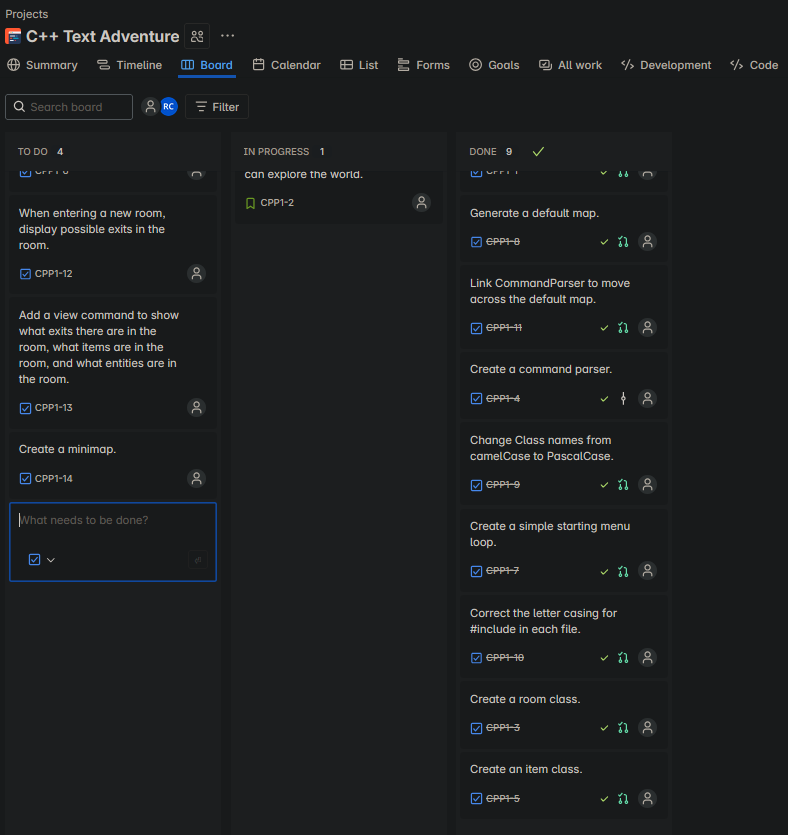 Projects
C++ Text Adventure
Summary
Timeline
Board
Calendar
List
Forms
Goals
All work
Development
Code
Search board
RC
Filter
TO DO 4
When entering a new room,
display possible exits in the
room.
CPP1-12
Add a view command to show
what exits there are in the
room, what items are in the
room, and what entities are in
the room.
CPP1-13
Create a minimap.
CPP1-14
What needs to be done?
IN PROGRESS 1
can explore the world.
CPP1-2
DONE 9
Generate a default map.
CPP1-8
Link CommandParser to move
across the default map.
CPP1-11
Create a command parser.
CPP1-4
Change Class names from
camelCase to PascalCase.
CPP1-9
Create a simple starting menu
loop.
CPP1-7
Correct the letter casing for
#include in each file.
CPP1-10
Create a room class.
CPP1-3
Create an item class.
CPP1-5